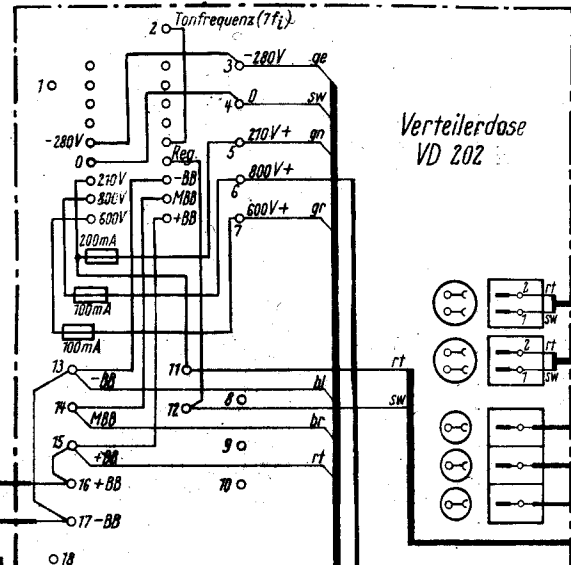 Tonfrequenz (7fi)
2
3 -280V ge
1
4 0 sw
-280V
0 Reg.
5 210V+ gn
210V -BB
6 800V+
800V MBB
600V +BB
7 600V+ gr
200mA
100mA
100mA
Verteilerdose
VD 202
2 rt
1 sw
2 rt
1 sw
13 11 rt
-BB bl
14 12 8 sw
MBB br
15 9
+BB rt
16 +BB 10
17 -BB
18